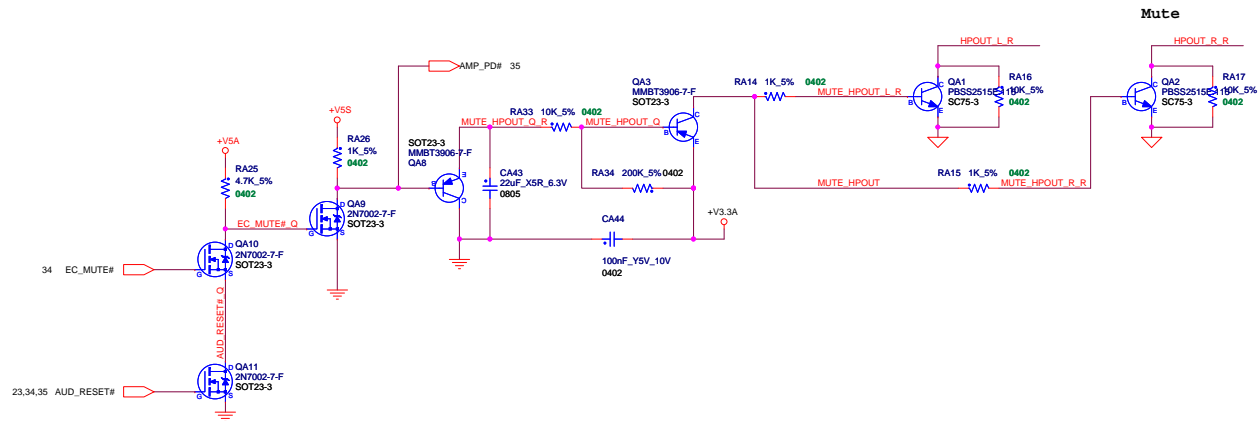 Mute
HPOUT_L_R
HPOUT_R_R
AMP_PD# 35
QA3
MMBT3906-7-F
SOT23-3
RA14 1K_5% 0402
MUTE_HPOUT_L_R
QA1
PBSS2515E-115
SC75-3
RA16
10K_5%
0402
QA2
PBSS2515E-115
SC75-3
RA17
10K_5%
0402
+V5S
RA26
1K_5%
0402
SOT23-3
MMBT3906-7-F
QA8
MUTE_HPOUT_Q_R
RA33 10K_5% 0402
MUTE_HPOUT_Q
+V5A
RA25
4.7K_5%
0402
CA43
22uF_X5R_6.3V
0805
RA34 200K_5% 0402
MUTE_HPOUT
RA15 1K_5% 0402
MUTE_HPOUT_R_R
+V3.3A
CA44
100nF_Y5V_10V
0402
EC_MUTE#_Q
QA9
2N7002-7-F
SOT23-3
QA10
2N7002-7-F
SOT23-3
34 EC_MUTE#
AUD_RESET#_Q
QA11
2N7002-7-F
SOT23-3
23,34,35 AUD_RESET#
B
C
E
B
C
E
B
C
E
B
E
C
G
D
S
G
D
S
G
D
S